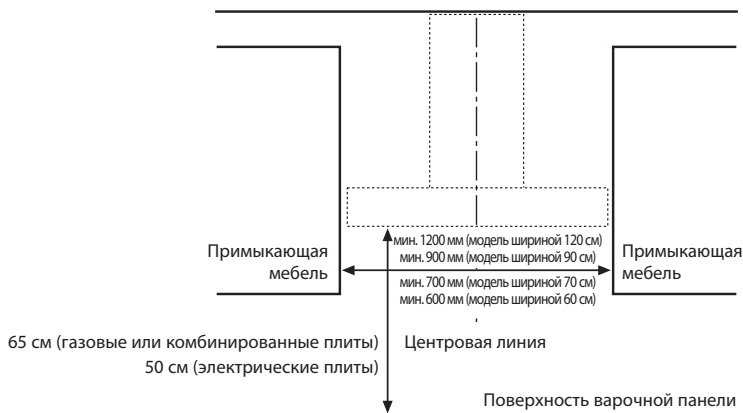 мин. 1200 мм (модель шириной 120 см)
мин. 900 мм (модель шириной 90 см)
Примыкающая
мебель
Примыкающая
мебель
мин. 700 мм (модель шириной 70 см)
мин. 600 мм (модель шириной 60 см)
65 см (газовые или комбинированные плиты)
50 см (электрические плиты)
Центровая линия
Поверхность варочной панели